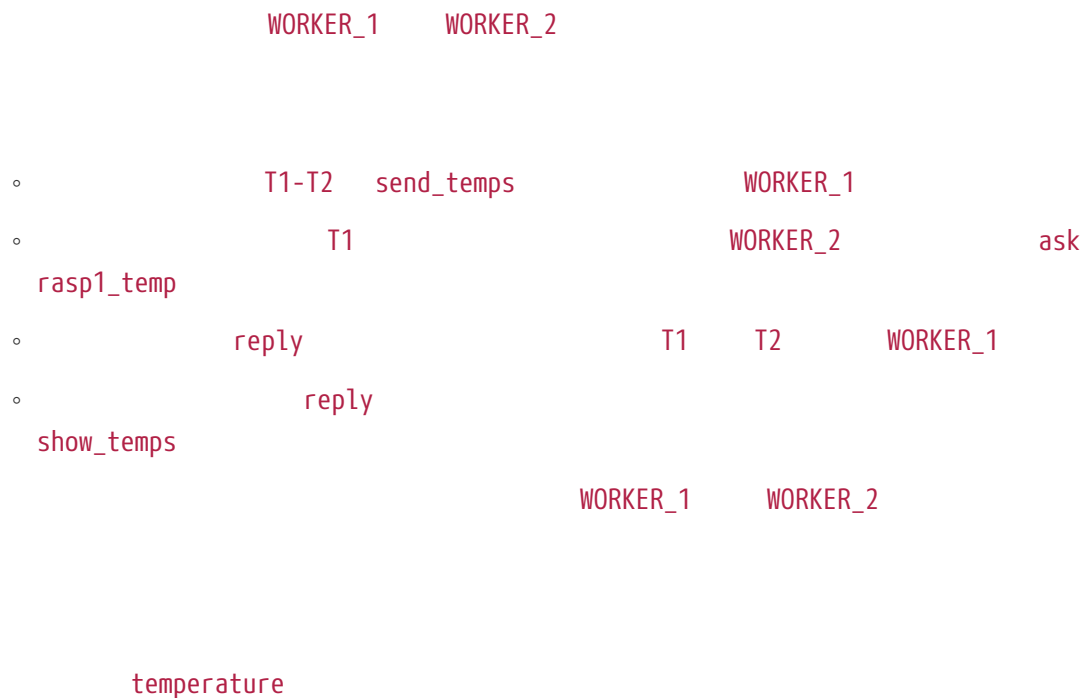 WORKER_1 WORKER_2
◦ T1-T2 send_temps WORKER_1
◦ T1 WORKER_2 ask
rasp1_temp
◦ reply T1 T2 WORKER_1
◦ reply
show_temps
WORKER_1 WORKER_2
temperature